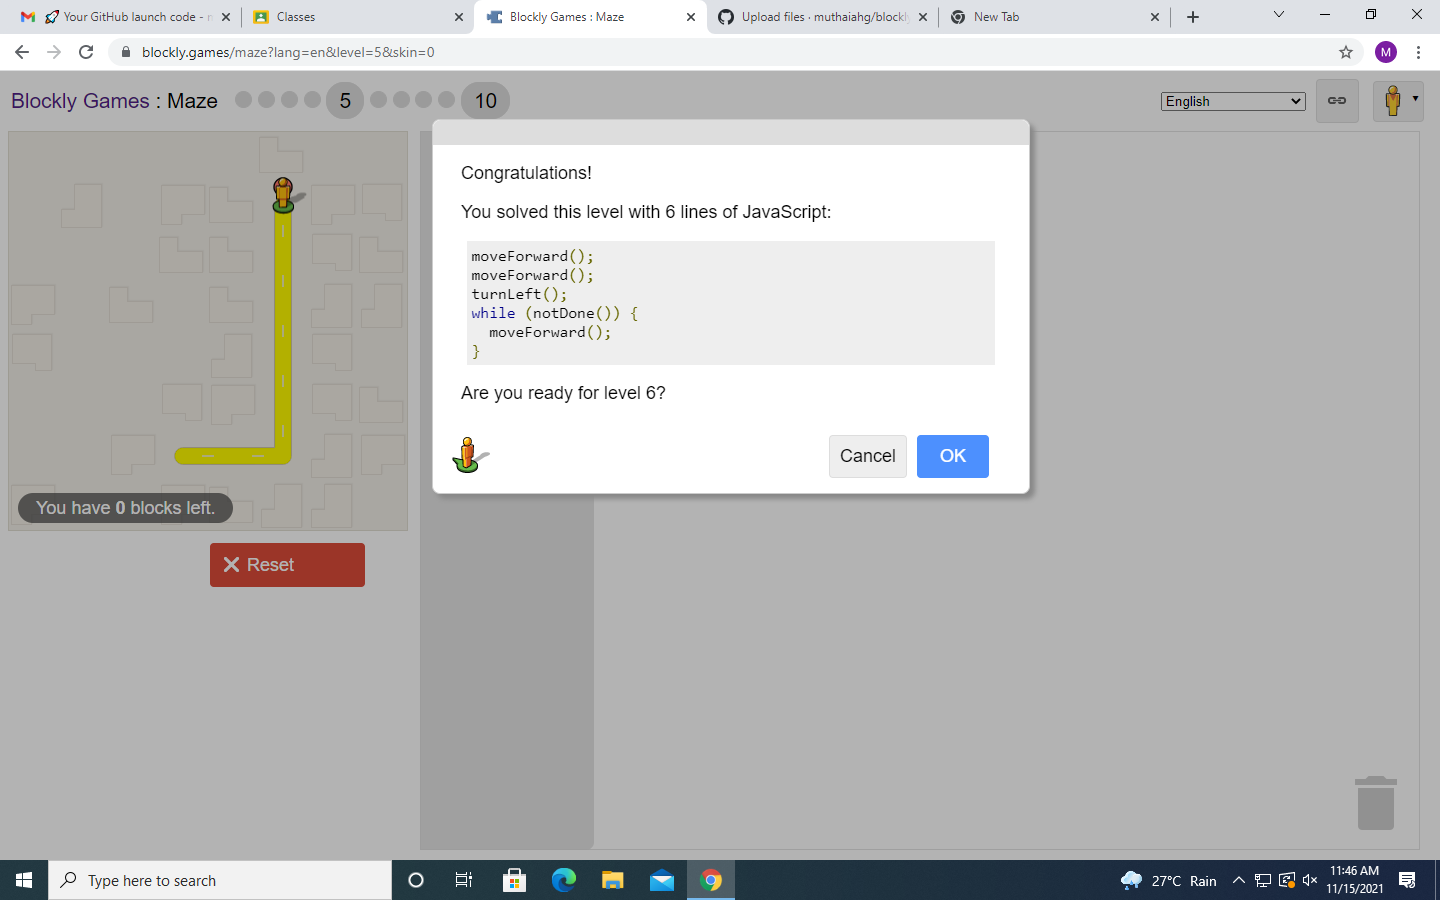 Your GitHub launch code -
Classes
Blockly Games : Maze
Upload files · muthaiahg/block
New Tab
blockly.games/maze?lang=en&level=5&skin=0
M
Blockly Games : Maze
5
10
English
Congratulations!
You solved this level with 6 lines of JavaScript:
moveForward();
moveForward();
turnLeft();
while (notDone()) {
  moveForward();
}
Are you ready for level 6?
Cancel
OK
You have 0 blocks left.
Reset
Type here to search
27°C Rain
11:46 AM
11/15/2021